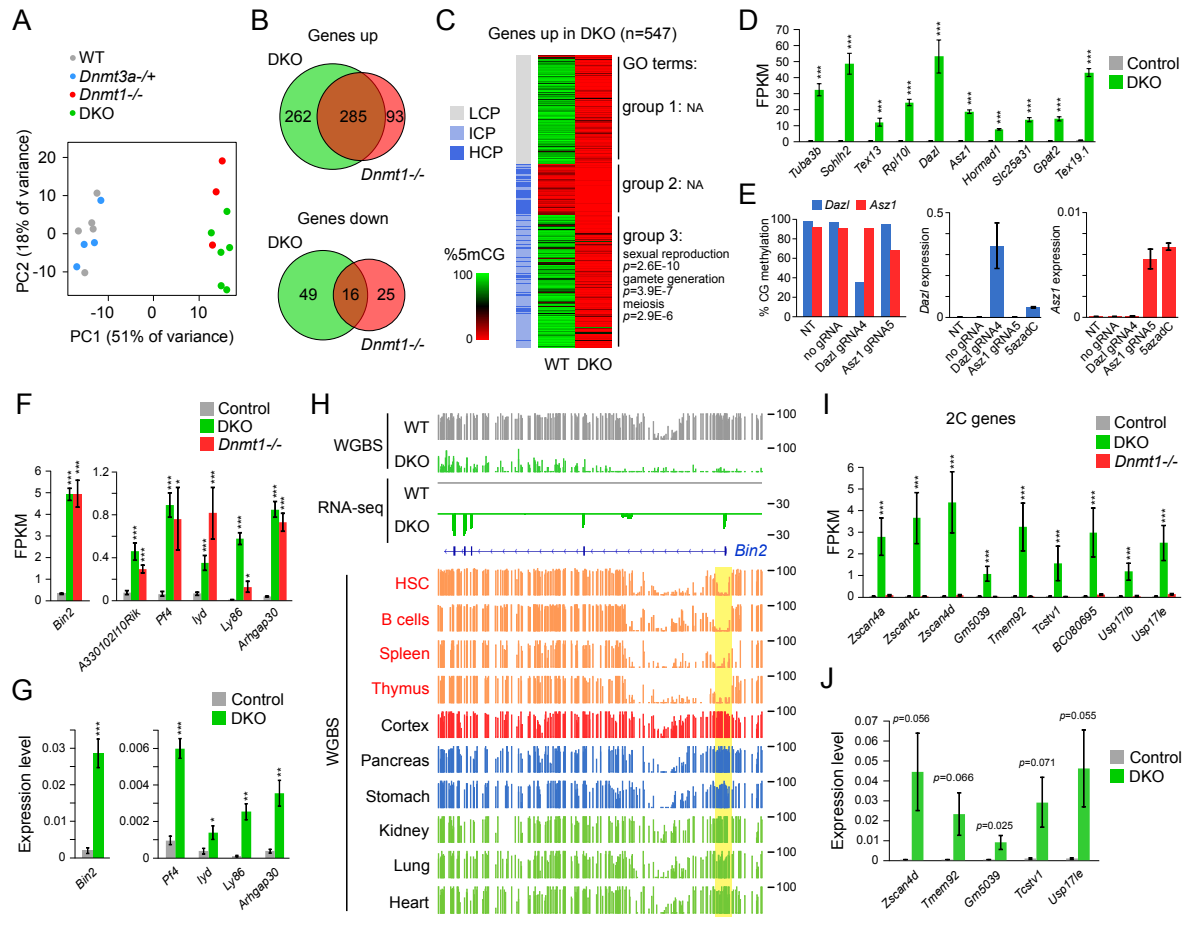 A
WT
Dnmt3a-/+
Dnmt1-/-
DKO
PC2 (18% of variance)
20
10
0
-10
-10
0
10
PC1 (51% of variance)
B
Genes up
DKO
262
285
93
Dnmt1-/-
Genes down
DKO
49
16
25
Dnmt1-/-
C
Genes up in DKO (n=547)
LCP
ICP
HCP
%5mCG
100
0
WT
DKO
GO terms:
group 1: NA
group 2: NA
group 3:
sexual reproduction
p=2.6E-10
gamete generation
p=3.9E-7
meiosis
p=2.9E-6
D
FPKM
70
60
50
40
30
20
10
0
Control
DKO
***
***
***
***
***
***
***
***
***
***
Tuba3b
Sohlh2
Tex13
Rpl10l
Dazl
Asz1
Hormad1
Slc25a31
Gpat2
Tex19.1
E
Dazl
Asz1
% CG methylation
100
80
60
40
20
0
NT
no gRNA
Dazl gRNA4
Asz1 gRNA5
Dazl expression
0.5
0
NT
no gRNA
Dazl gRNA4
Asz1 gRNA5
5azadC
Asz1 expression
0.01
0
NT
no gRNA
Dazl gRNA4
Asz1 gRNA5
5azadC
F
Control
DKO
Dnmt1-/-
FPKM
6
5
4
3
2
1
0
***
***
Bin2
1.2
0.8
0.4
0
***
***
***
*
***
***
***
*
***
***
A330102I10Rik
Pf4
lyd
Ly86
Arhgap30
G
Control
DKO
Expression level
0.03
0.02
0.01
0
***
Bin2
0.006
0.004
0.002
0
***
*
**
**
Pf4
lyd
Ly86
Arhgap30
H
WGBS
WT
100
DKO
100
RNA-seq
WT
30
DKO
30
Bin2
WGBS
HSC
100
B cells
100
Spleen
100
Thymus
100
Cortex
100
Pancreas
100
Stomach
100
Kidney
100
Lung
100
Heart
100
I
2C genes
Control
DKO
Dnmt1-/-
FPKM
6
5
4
3
2
1
0
***
***
***
***
***
***
***
***
***
Zscan4a
Zscan4c
Zscan4d
Gm5039
Tmem92
Tcstv1
BC080695
Usp17lb
Usp17le
J
Control
DKO
Expression level
0.07
0.06
0.05
0.04
0.03
0.02
0.01
0
p=0.056
p=0.066
p=0.025
p=0.071
p=0.055
Zscan4d
Tmem92
Gm5039
Tcstv1
Usp17le